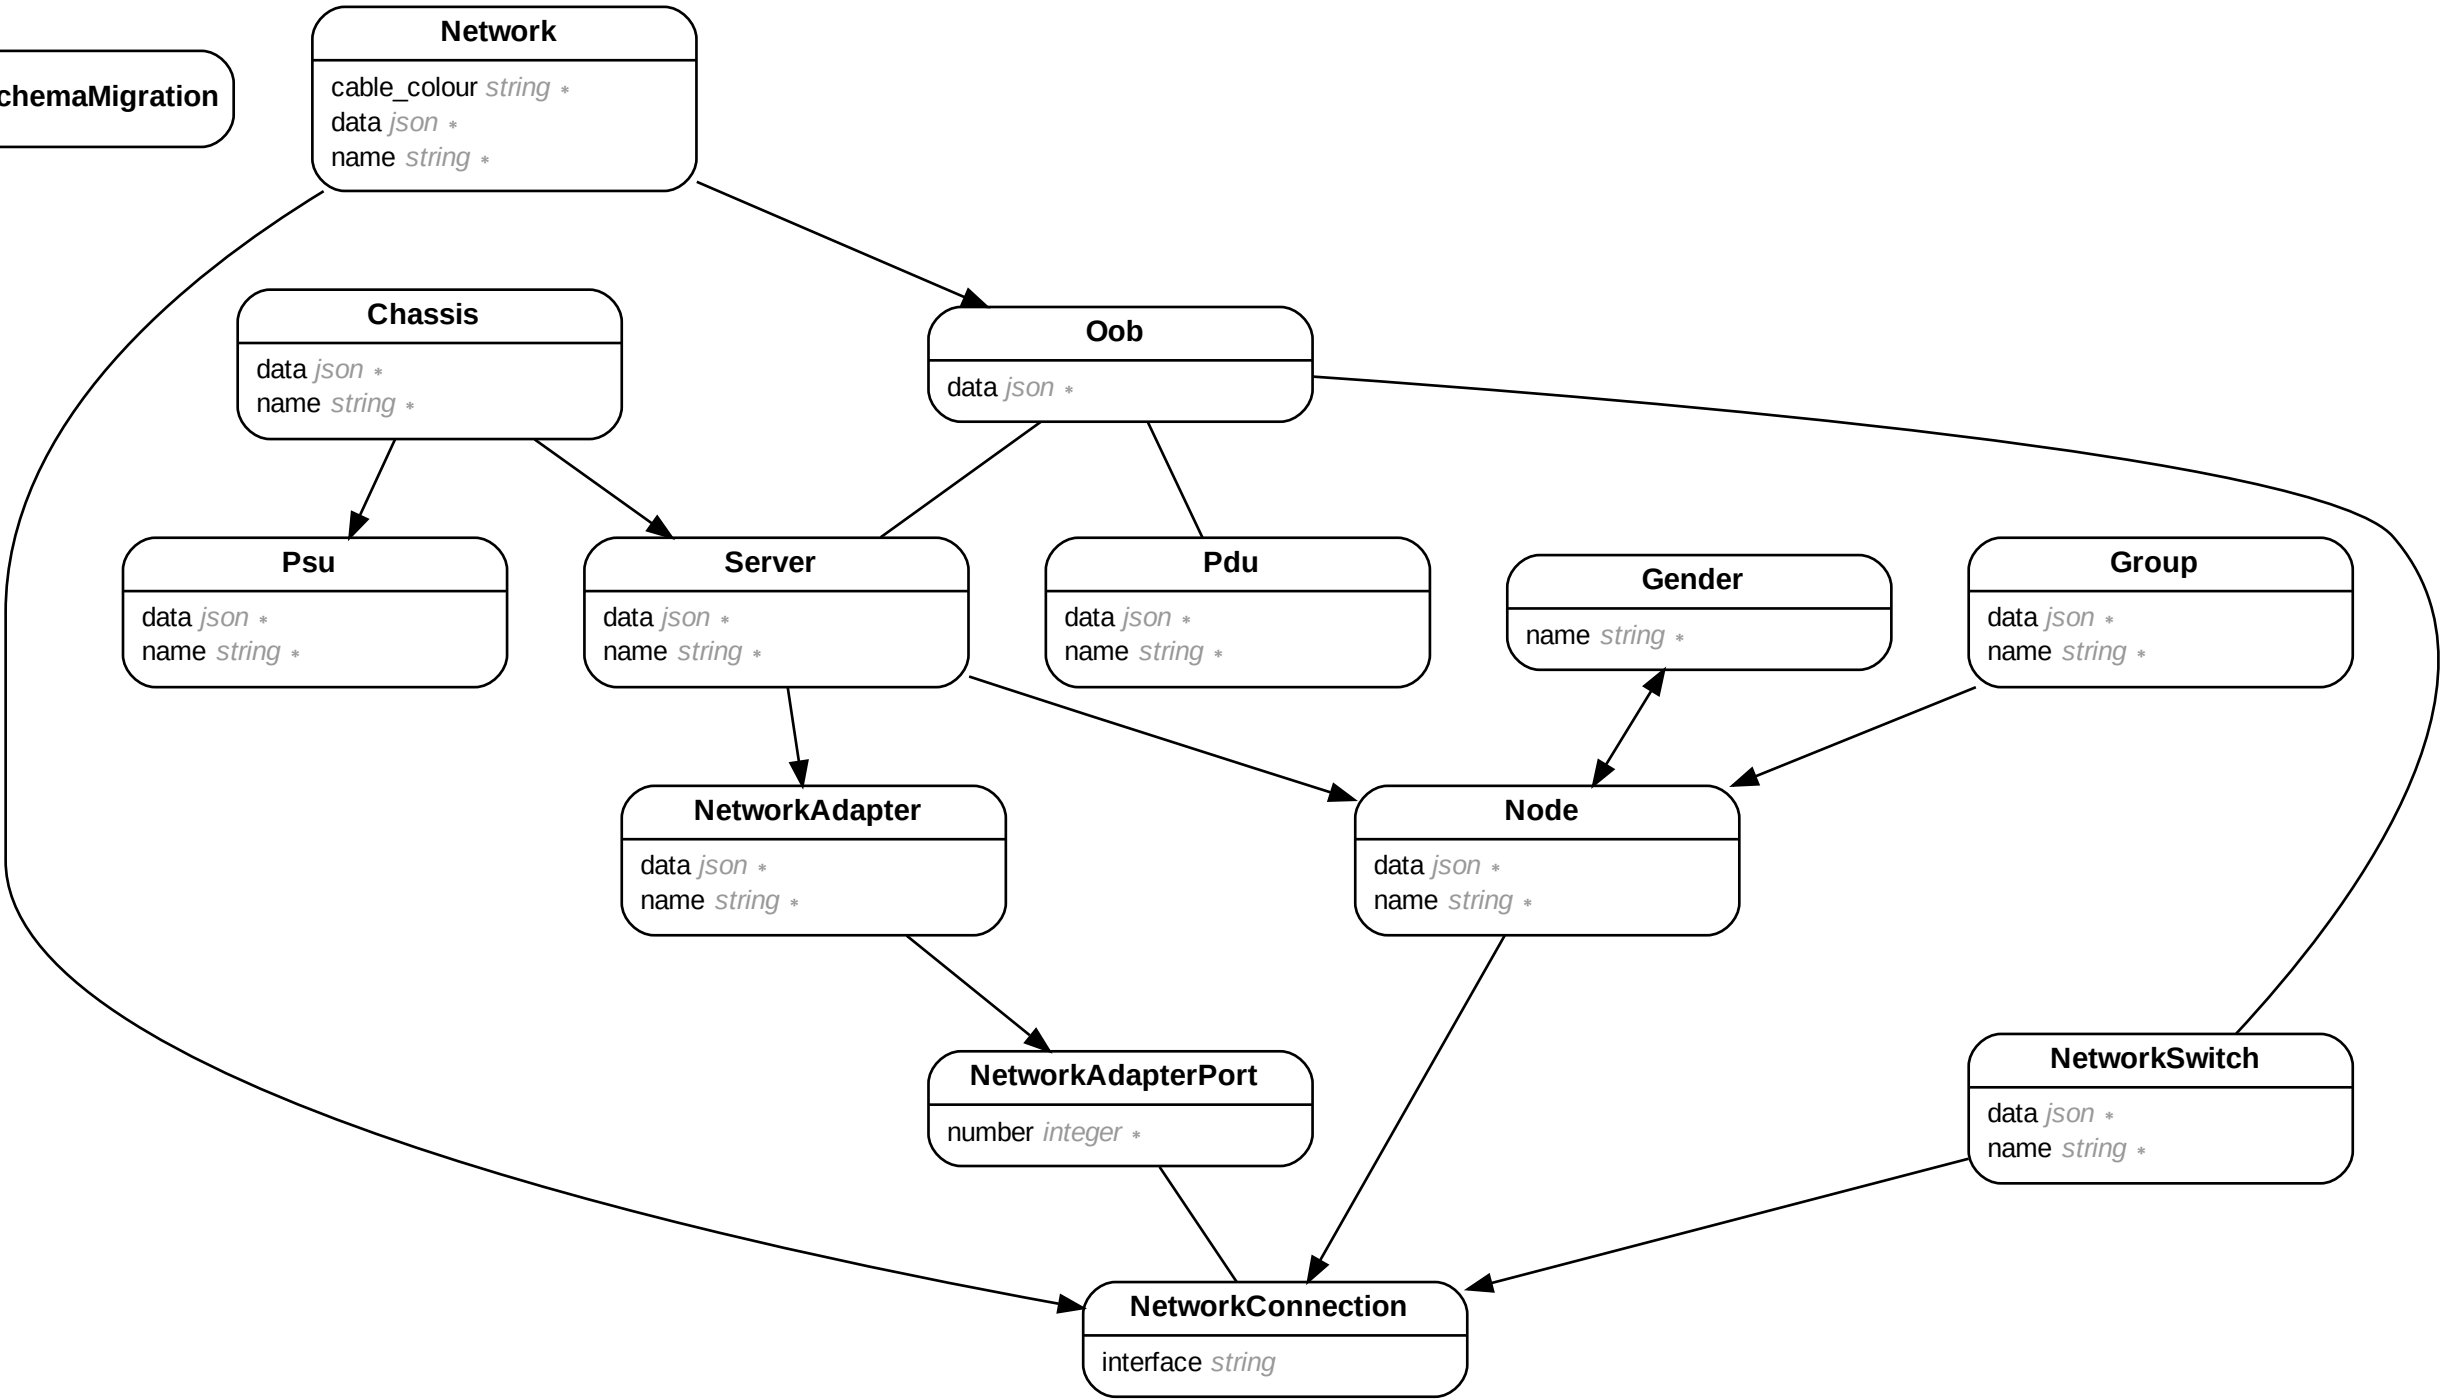 Network
cable_colour string *
data json *
name string *
chemaMigration
Chassis
data json *
name string *
Oob
data json *
Psu
data json *
name string *
Server
data json *
name string *
Pdu
data json *
name string *
Gender
name string *
Group
data json *
name string *
NetworkAdapter
data json *
name string *
Node
data json *
name string *
NetworkAdapterPort
number integer *
NetworkSwitch
data json *
name string *
NetworkConnection
interface string